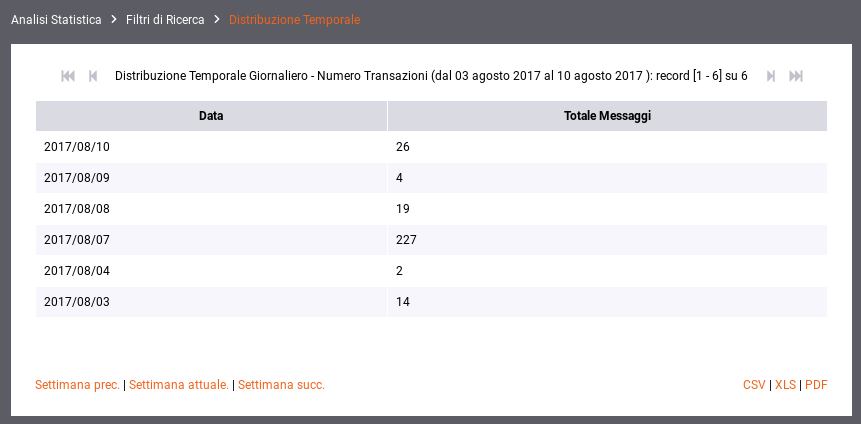 Analisi Statistica > Filtri di Ricerca > Distribuzione Temporale
Distribuzione Temporale Giornaliero - Numero Transazioni (dal 03 agosto 2017 al 10 agosto 2017 ): record [1 - 6] su 6
Data Totale Messaggi
2017/08/10 26
2017/08/09 4
2017/08/08 19
2017/08/07 227
2017/08/04 2
2017/08/03 14
Settimana prec. | Settimana attuale. | Settimana succ. CSV | XLS | PDF